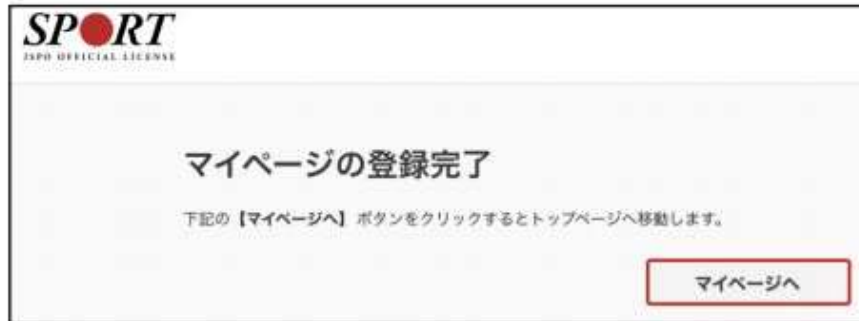 SPORT
JSPO OFFICIAL LICENSE
マイページの登録完了
下記の【マイページへ】ボタンをクリックするとトップページへ移動します。
マイページへ